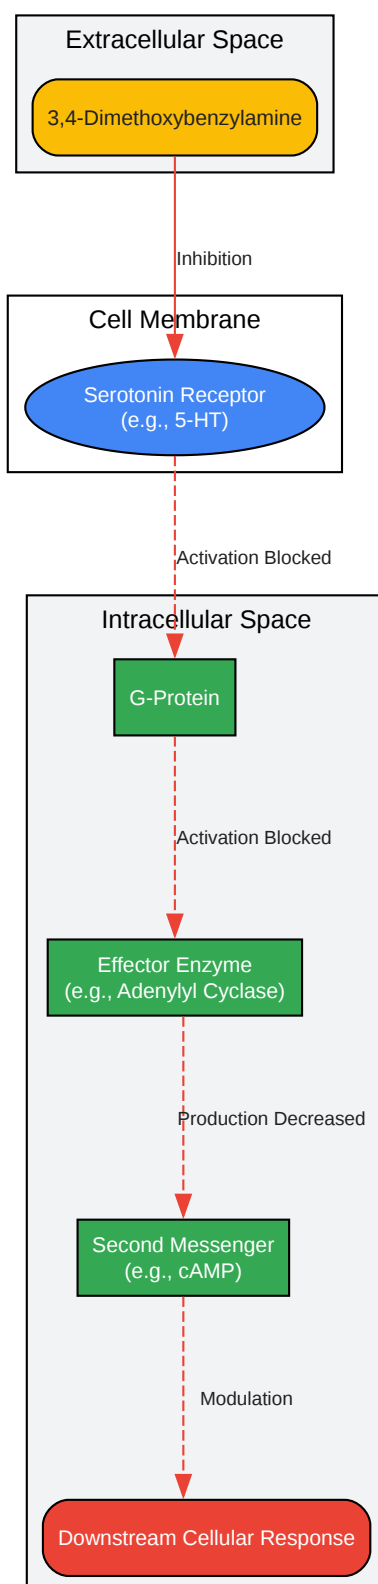 Extracellular Space
3,4-Dimethoxybenzylamine
Inhibition
Cell Membrane
Serotonin Receptor
(e.g., 5-HT)
Activation Blocked
Intracellular Space
G-Protein
Activation Blocked
Effector Enzyme
(e.g., Adenylyl Cyclase)
Production Decreased
Second Messenger
(e.g., cAMP)
Modulation
Downstream Cellular Response